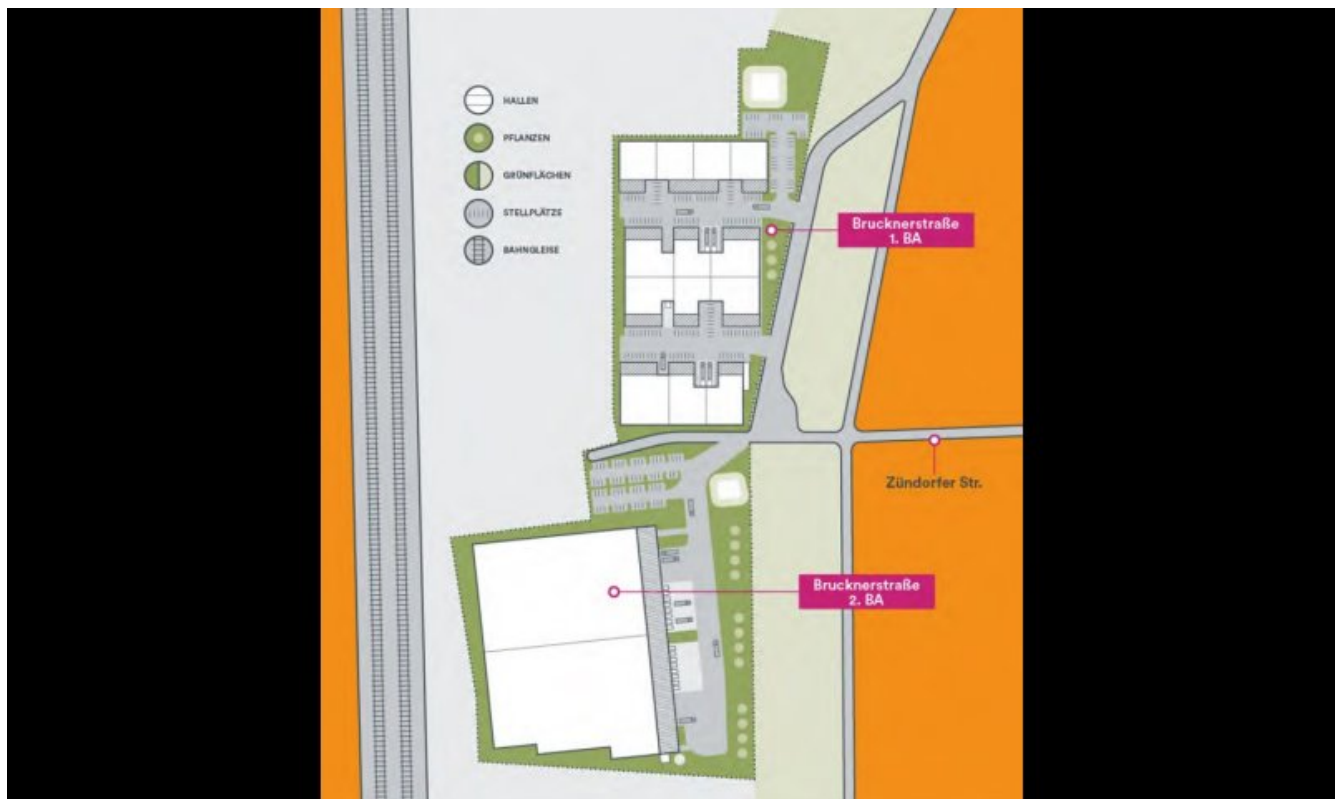 HALLEN
PFLANZEN
GRÜNFLÄCHEN
STELLPLÄTZE
BAHNGLEISE
Brucknerstraße
1. BA
Zündorfer Str.
Brucknerstraße
2. BA